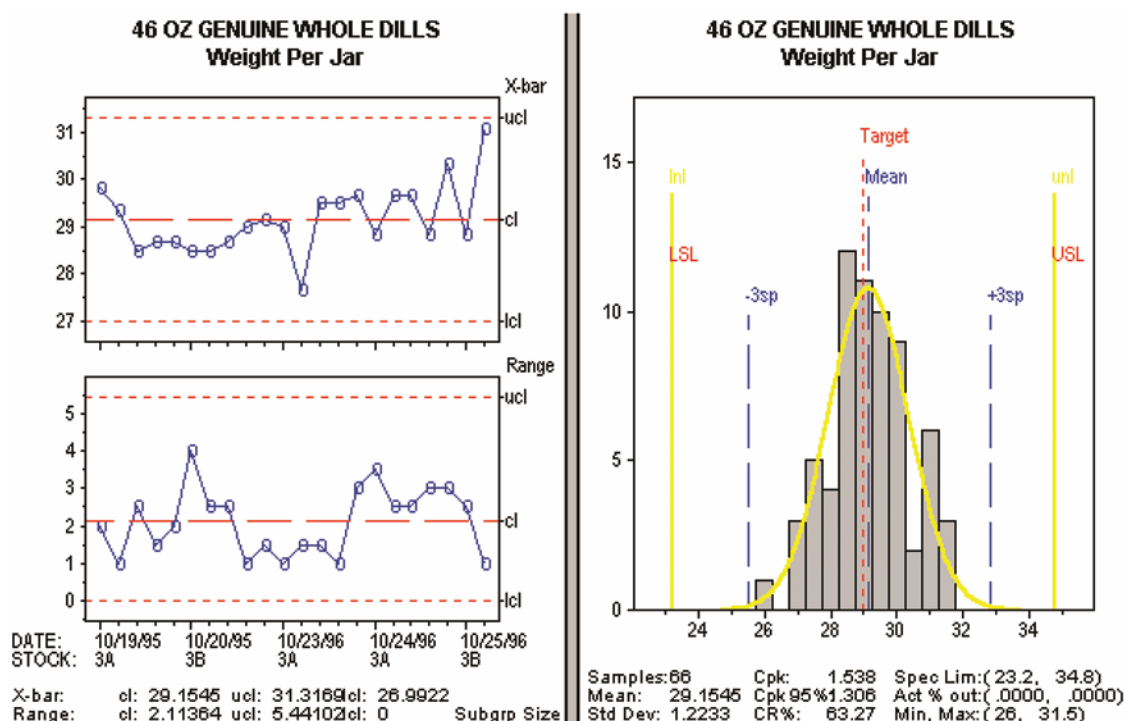 46 OZ GENUINE WHOLE DILLS
Weight Per Jar
X-bar
ucl
31
30
29
cl
28
27
lcl
Range
ucl
5
4
3
2
cl
1
0
lcl
DATE: 10/19/95 10/20/95 10/23/96 10/24/96 10/25/96
STOCK: 3A 3B 3A 3A 3B
X-bar: cl: 29.1545 ucl: 31.3169 lcl: 26.9922
Range: cl: 2.11364 ucl: 5.44102 lcl: 0 Subgrp Size
46 OZ GENUINE WHOLE DILLS
Weight Per Jar
Target
15
lnl Mean unl
LSL USL
-3sp +3sp
10
5
0
24 26 28 30 32 34
Samples:66 Cpk: 1.538 Spec Lim:( 23.2, 34.8)
Mean: 29.1545 Cpk 95% 1.306 Act % out:( .0000, .0000)
Std Dev: 1.2233 CR%: 63.27 Min, Max:( 26, 31.5)